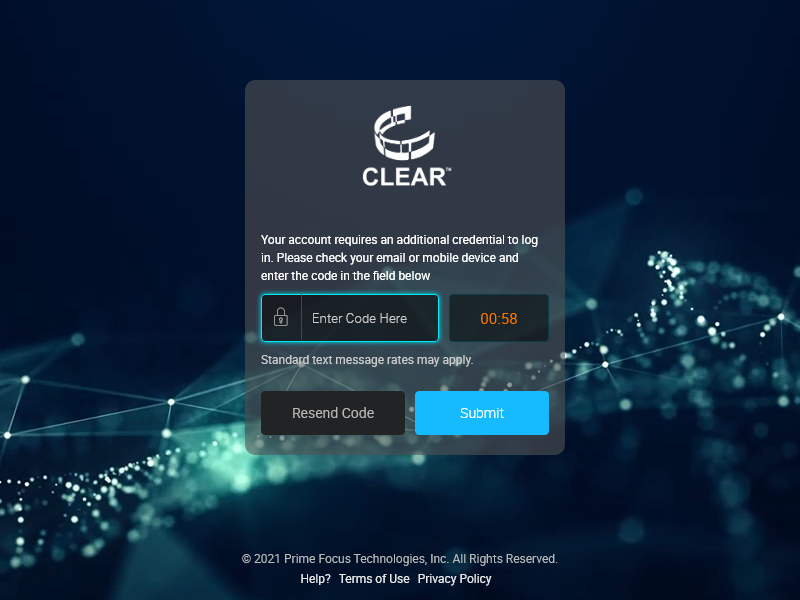 CLEAR™
Your account requires an additional credential to log
in. Please check your email or mobile device and
enter the code in the field below
Enter Code Here
00:58
Standard text message rates may apply.
Resend Code
Submit
© 2021 Prime Focus Technologies, Inc. All Rights Reserved.
Help? Terms of Use Privacy Policy